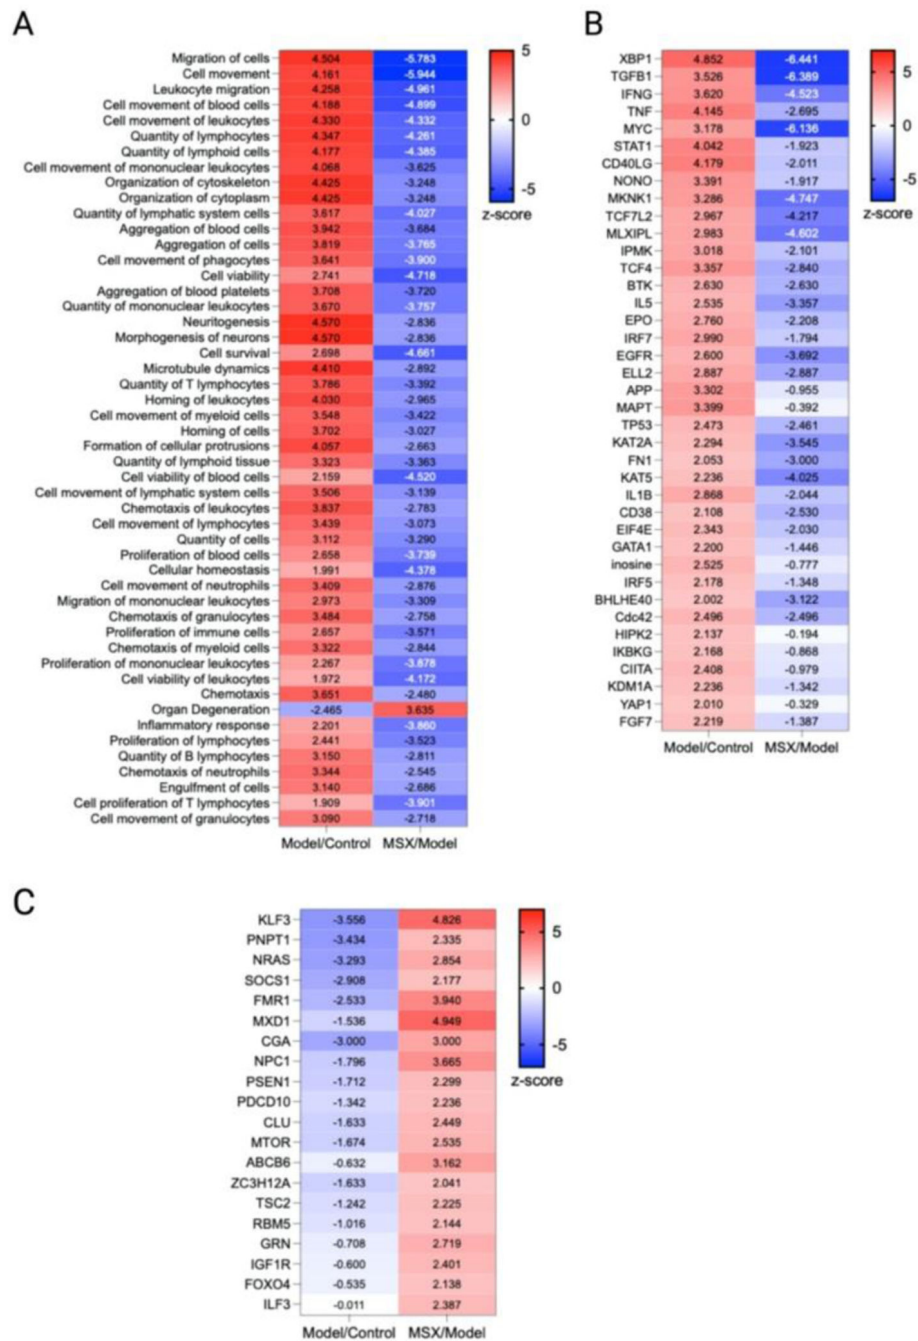 A
Migration of cells 4.504 -5.783
Cell movement 4.161 -5.944
Leukocyte migration 4.258 -4.961
Cell movement of blood cells 4.188 -4.899
Cell movement of leukocytes 4.330 -4.332
Quantity of lymphocytes 4.347 -4.261
Quantity of lymphoid cells 4.177 -4.385
Cell movement of mononuclear leukocytes 4.068 -3.625
Organization of cytoskeleton 4.425 -3.248
Organization of cytoplasm 4.425 -3.248
Quantity of lymphatic system cells 3.617 -4.027
Aggregation of blood cells 3.942 -3.684
Aggregation of cells 3.819 -3.765
Cell movement of phagocytes 3.641 -3.900
Cell viability 2.741 -4.718
Aggregation of blood platelets 3.708 -3.720
Quantity of mononuclear leukocytes 3.670 -3.757
Neuritogenesis 4.570 -2.836
Morphogenesis of neurons 4.570 -2.836
Cell survival 2.698 -4.661
Microtubule dynamics 4.410 -2.892
Quantity of T lymphocytes 3.786 -3.392
Homing of leukocytes 4.030 -2.965
Cell movement of myeloid cells 3.548 -3.422
Homing of cells 3.702 -3.027
Formation of cellular protrusions 4.057 -2.663
Quantity of lymphoid tissue 3.323 -3.363
Cell viability of blood cells 2.159 -4.520
Cell movement of lymphatic system cells 3.506 -3.139
Chemotaxis of leukocytes 3.837 -2.783
Cell movement of lymphocytes 3.439 -3.073
Quantity of cells 3.112 -3.290
Proliferation of blood cells 2.658 -3.739
Cellular homeostasis 1.991 -4.378
Cell movement of neutrophils 3.409 -2.876
Migration of mononuclear leukocytes 2.973 -3.309
Chemotaxis of granulocytes 3.484 -2.758
Proliferation of immune cells 2.657 -3.571
Chemotaxis of myeloid cells 3.322 -2.844
Proliferation of mononuclear leukocytes 2.267 -3.878
Cell viability of leukocytes 1.972 -4.172
Chemotaxis 3.651 -2.480
Organ Degeneration -2.465 3.635
Inflammatory response 2.201 -3.860
Proliferation of lymphocytes 2.441 -3.523
Quantity of B lymphocytes 3.150 -2.811
Chemotaxis of neutrophils 3.344 -2.545
Engulfment of cells 3.140 -2.686
Cell proliferation of T lymphocytes 1.909 -3.901
Cell movement of granulocytes 3.090 -2.718
Model/Control MSX/Model
5
0
-5
z-score
B
XBP1 4.852 -6.441
TGFB1 3.526 -6.389
IFNG 3.620 -4.523
TNF 4.145 -2.695
MYC 3.178 -6.136
STAT1 4.042 -1.923
CD40LG 4.179 -2.011
NONO 3.391 -1.917
MKNK1 3.286 -4.747
TCF7L2 2.967 -4.217
MLXIPL 2.983 -4.602
IPMK 3.018 -2.101
TCF4 3.357 -2.840
BTK 2.630 -2.630
IL5 2.535 -3.357
EPO 2.760 -2.208
IRF7 2.990 -1.794
EGFR 2.600 -3.692
ELL2 2.887 -2.887
APP 3.302 -0.955
MAPT 3.399 -0.392
TP53 2.473 -2.461
KAT2A 2.294 -3.545
FN1 2.053 -3.000
KAT5 2.236 -4.025
IL1B 2.868 -2.044
CD38 2.108 -2.530
EIF4E 2.343 -2.030
GATA1 2.200 -1.446
inosine 2.525 -0.777
IRF5 2.178 -1.348
BHLHE40 2.002 -3.122
Cdc42 2.496 -2.496
HIPK2 2.137 -0.194
IKBKG 2.168 -0.868
CIITA 2.408 -0.979
KDM1A 2.236 -1.342
YAP1 2.010 -0.329
FGF7 2.219 -1.387
Model/Control MSX/Model
5
0
-5
z-score
C
KLF3 -3.556 4.826
PNPT1 -3.434 2.335
NRAS -3.293 2.854
SOCS1 -2.908 2.177
FMR1 -2.533 3.940
MXD1 -1.536 4.949
CGA -3.000 3.000
NPC1 -1.796 3.665
PSEN1 -1.712 2.299
PDCD10 -1.342 2.236
CLU -1.633 2.449
MTOR -1.674 2.535
ABCB6 -0.632 3.162
ZC3H12A -1.633 2.041
TSC2 -1.242 2.225
RBM5 -1.016 2.144
GRN -0.708 2.719
IGF1R -0.600 2.401
FOXO4 -0.535 2.138
ILF3 -0.011 2.387
Model/Control MSX/Model
5
0
-5
z-score